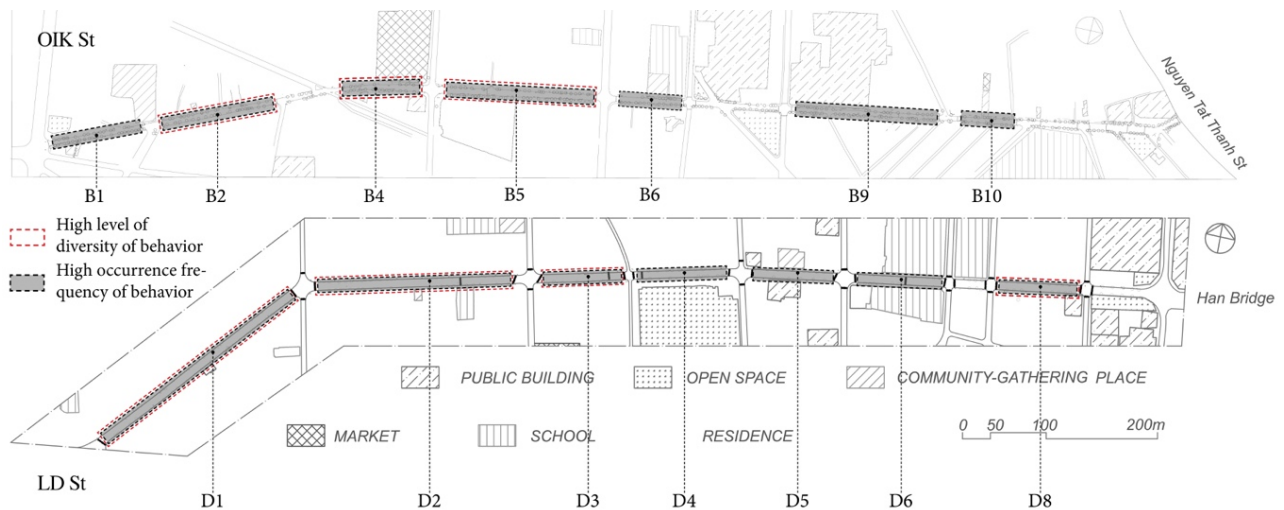 OIK St
Nguyen Tat Thanh St
B1
B2
B4
B5
B6
B9
B10
High level of
diversity of behavior
High occurrence fre-
quency of behavior
Han Bridge
PUBLIC BUILDING
OPEN SPACE
COMMUNITY-GATHERING PLACE
MARKET
SCHOOL
RESIDENCE
0 50 100 200m
LD St
D1
D2
D3
D4
D5
D6
D8